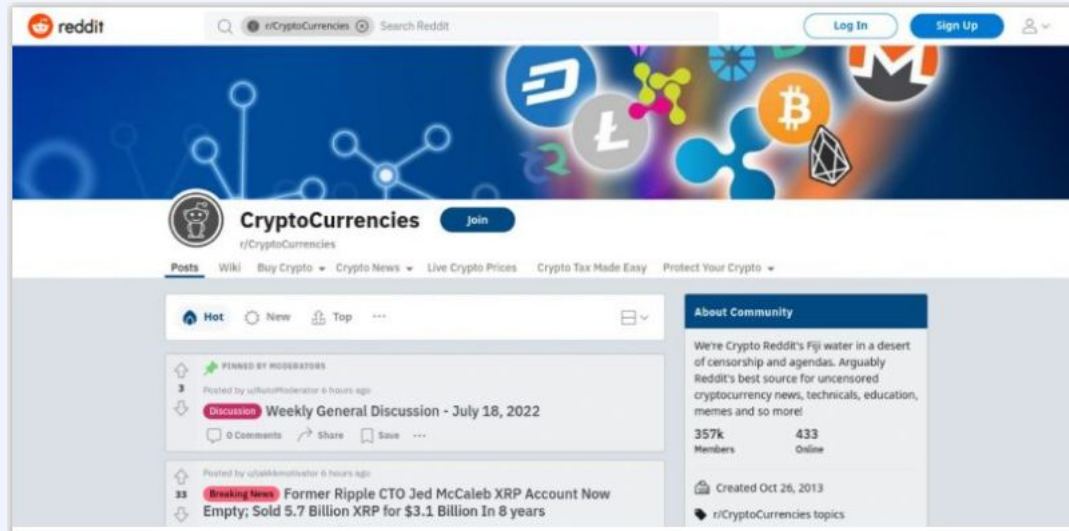 reddit
r/CryptoCurrencies Search Reddit
Log In
Sign Up
CryptoCurrencies
Join
r/CryptoCurrencies
Posts Wiki Buy Crypto Crypto News Live Crypto Prices Crypto Tax Made Easy Protect Your Crypto
Hot New Top ...
PINNED BY MODERATORS
3
Posted by u/AutoModerator 6 hours ago
Discussion Weekly General Discussion - July 18, 2022
0 Comments Share Save ...
Posted by 6 hours ago
33
Breaking News Former Ripple CTO Jed McCaleb XRP Account Now
Empty; Sold 5.7 Billion XRP for $3.1 Billion In 8 years
About Community
We're Crypto Reddit's Fiji water in a desert
of censorship and agendas. Arguably
Reddit's best source for uncensored
cryptocurrency news, technicals, education,
memes and so more!
357k 433
Members Online
Created Oct 26, 2013
r/CryptoCurrencies topics